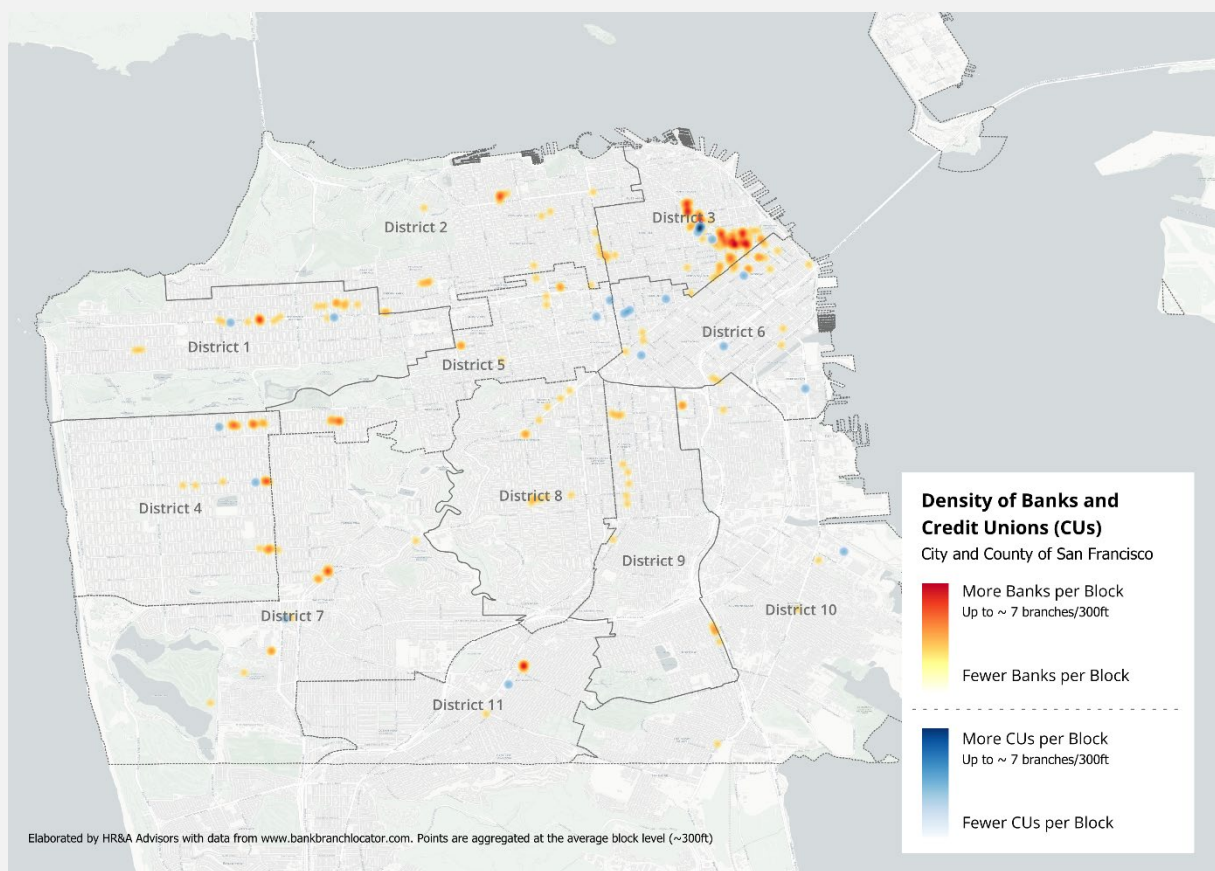 District 3
District 2
District 6
District 1
District 5
District 8
District 4
District 9
District 10
District 7
District 11
Density of Banks and
Credit Unions (CUs)
City and County of San Francisco
More Banks per Block
Up to ~ 7 branches/300ft
Fewer Banks per Block
More CUs per Block
Up to ~ 7 branches/300ft
Fewer CUs per Block
Elaborated by HR&A Advisors with data from www.bankbranchlocator.com. Points are aggregated at the average block level (~300ft)